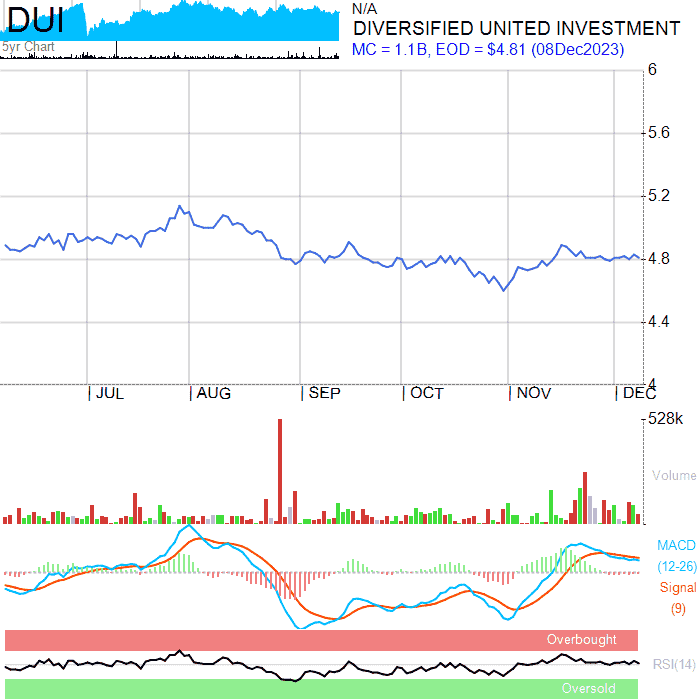 DUI
5yr Chart
N/A
DIVERSIFIED UNITED INVESTMENT
MC = 1.1B, EOD = $4.81 (08Dec2023)
6
5.6
5.2
4.8
4.4
4
JUL AUG SEP OCT NOV DEC
528k
Volume
MACD
(12-26)
Signal
(9)
Overbought
RSI(14)
Oversold